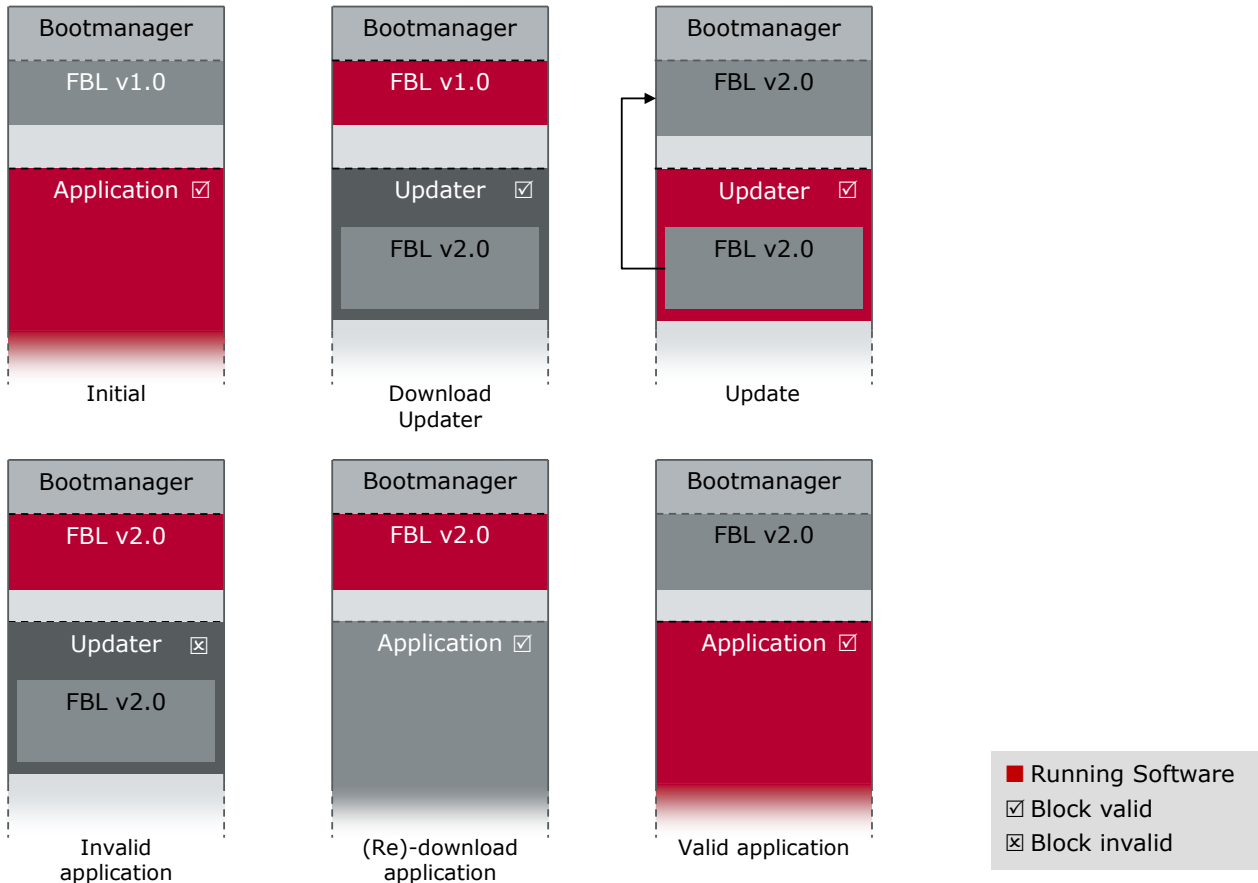 Bootmanager
FBL v1.0
Application ☑
Initial
Bootmanager
FBL v1.0
Updater ☑
FBL v2.0
Download
Updater
Bootmanager
FBL v2.0
Updater ☑
FBL v2.0
Update
Bootmanager
FBL v2.0
Updater ☒
FBL v2.0
Invalid
application
Bootmanager
FBL v2.0
Application ☑
(Re)-download
application
Bootmanager
FBL v2.0
Application ☑
Valid application
Running Software
☑ Block valid
☒ Block invalid